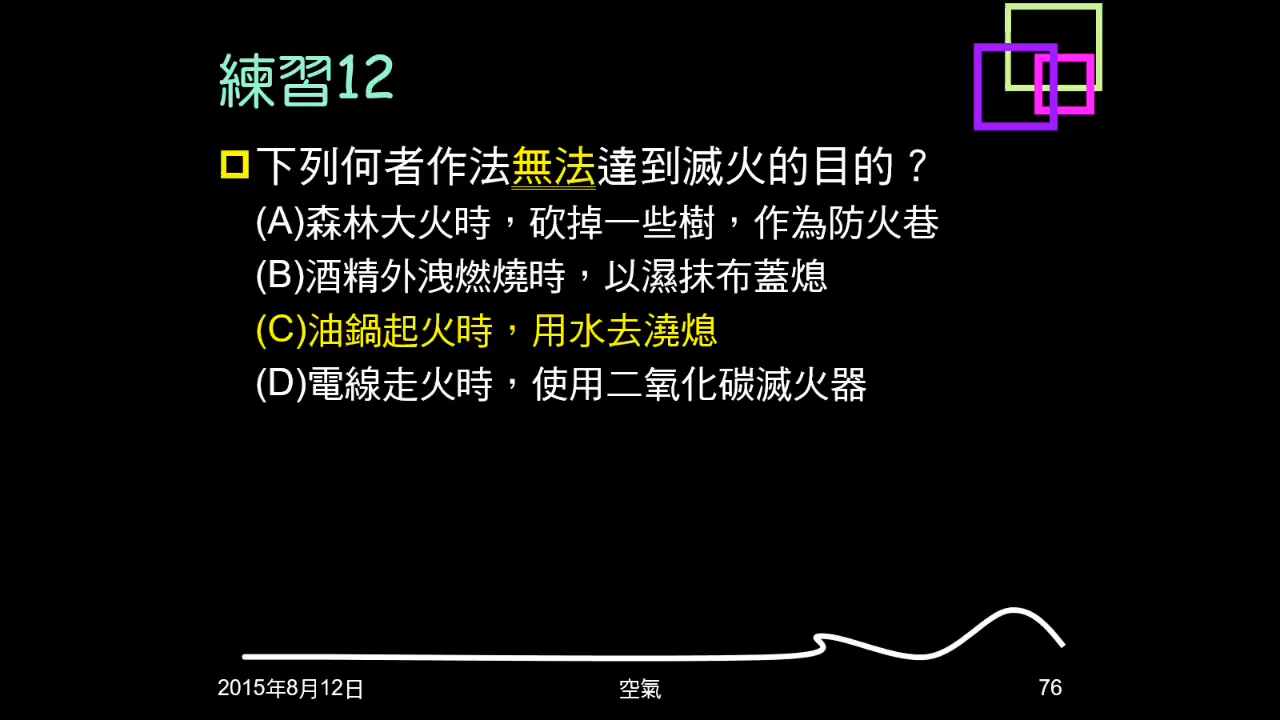 練習12
下列何者作法無法達到滅火的目的？
(A)森林大火時，砍掉一些樹，作為防火巷
(B)酒精外洩燃燒時，以濕抹布蓋熄
(C)油鍋起火時，用水去澆熄
(D)電線走火時，使用二氧化碳滅火器
2015年8月12日
空氣
76